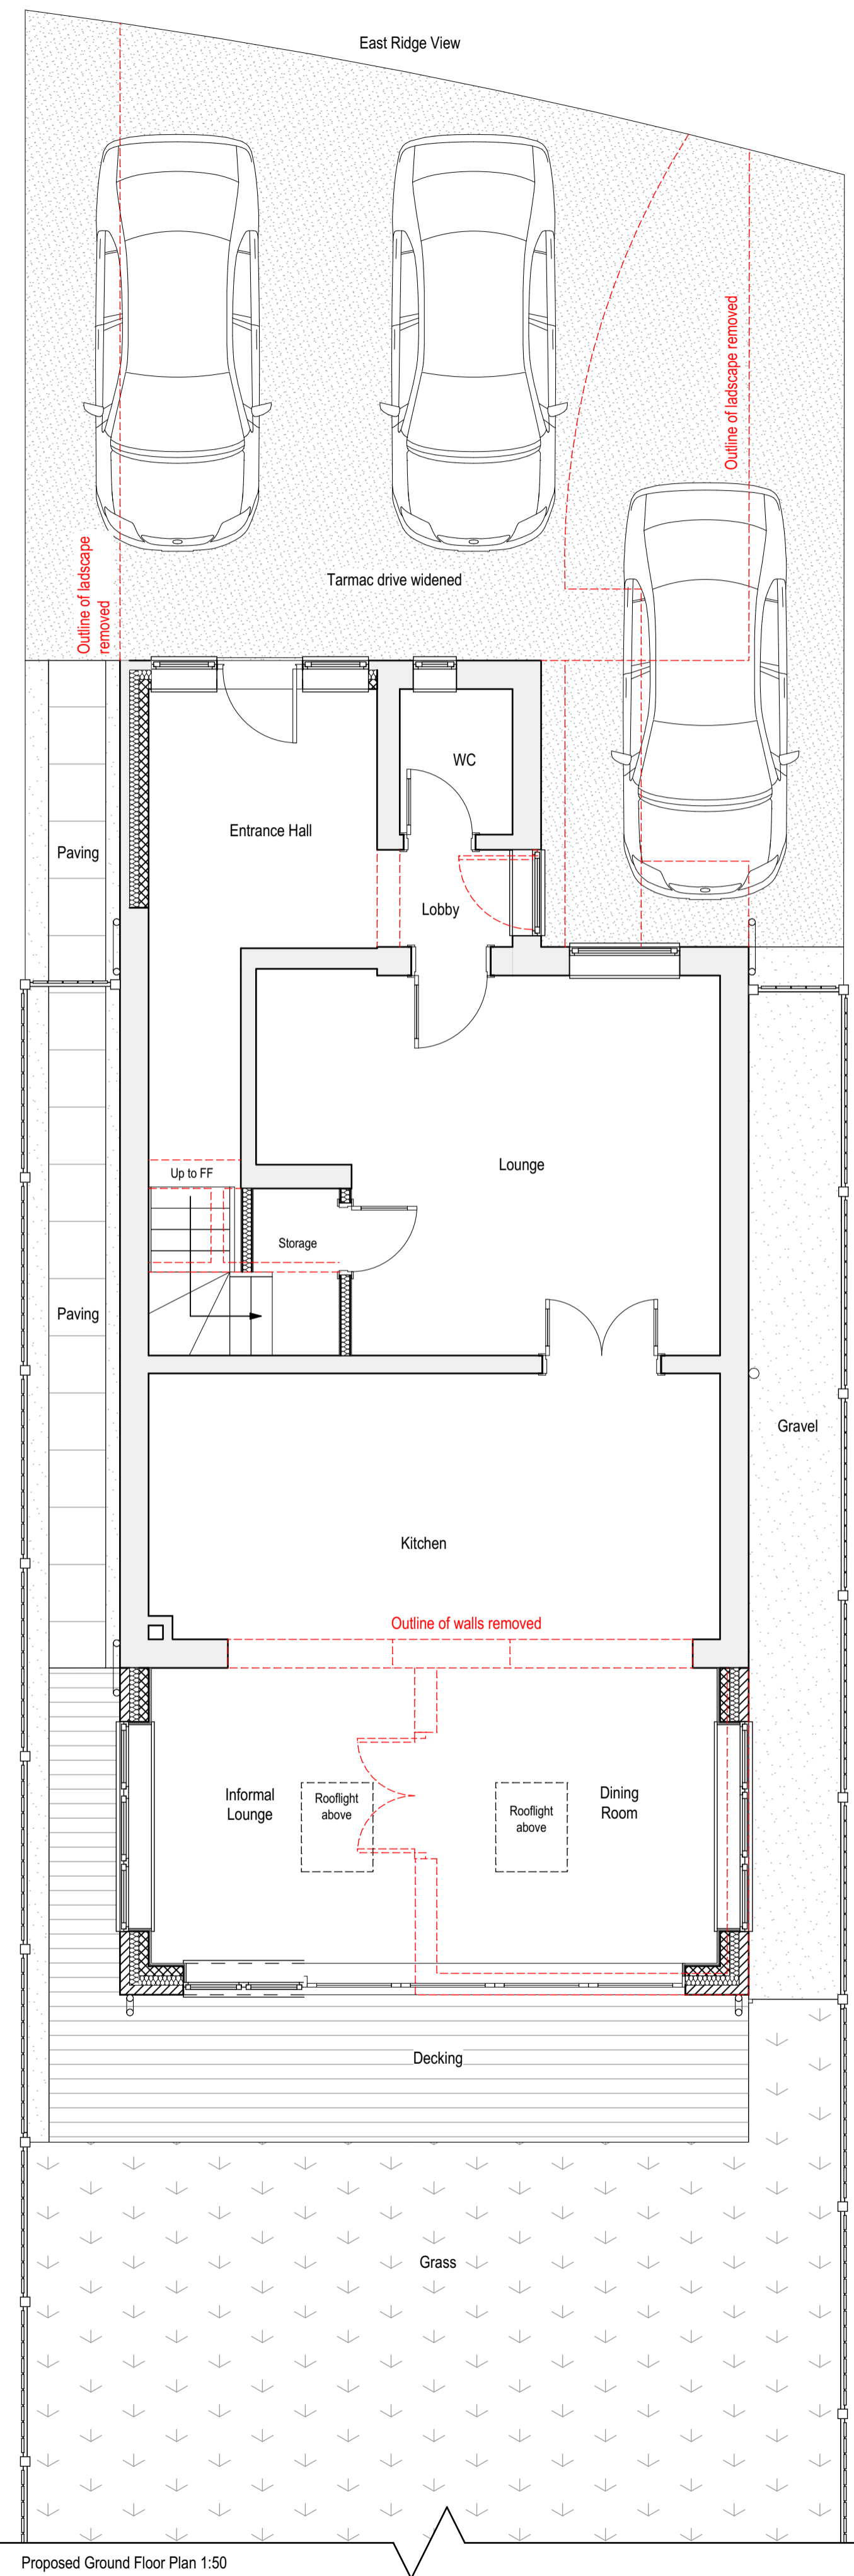 East Ridge View
Outline of ladscape removed
Outline of ladscape
removed
Tarmac drive widened
WC
Entrance Hall
Paving
Lobby
Lounge
Up to FF
Storage
Paving
Gravel
Kitchen
Outline of walls removed
Informal
Lounge
Rooflight
above
Rooflight
above
Dining
Room
Decking
Grass
Proposed Ground Floor Plan 1:50